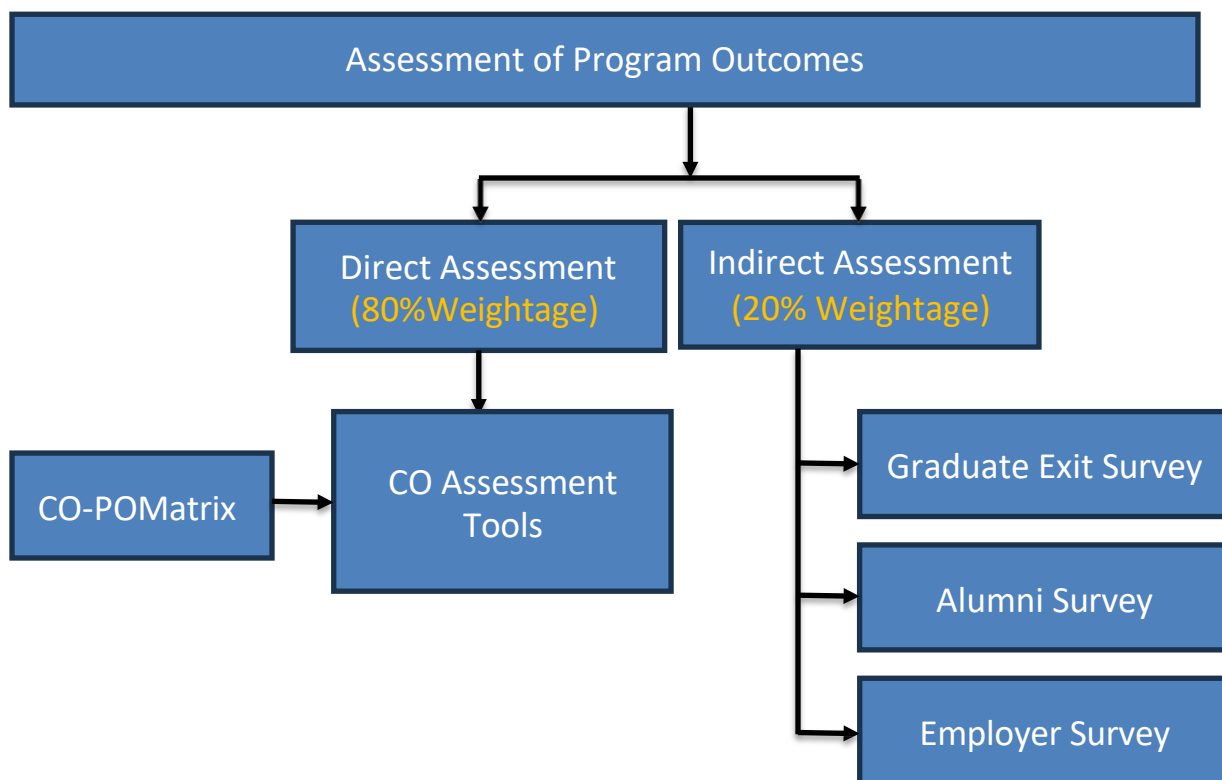 Assessment of Program Outcomes
Direct Assessment
(80%Weightage)
Indirect Assessment
(20% Weightage)
CO-POMatrix
CO Assessment
Tools
Graduate Exit Survey
Alumni Survey
Employer Survey